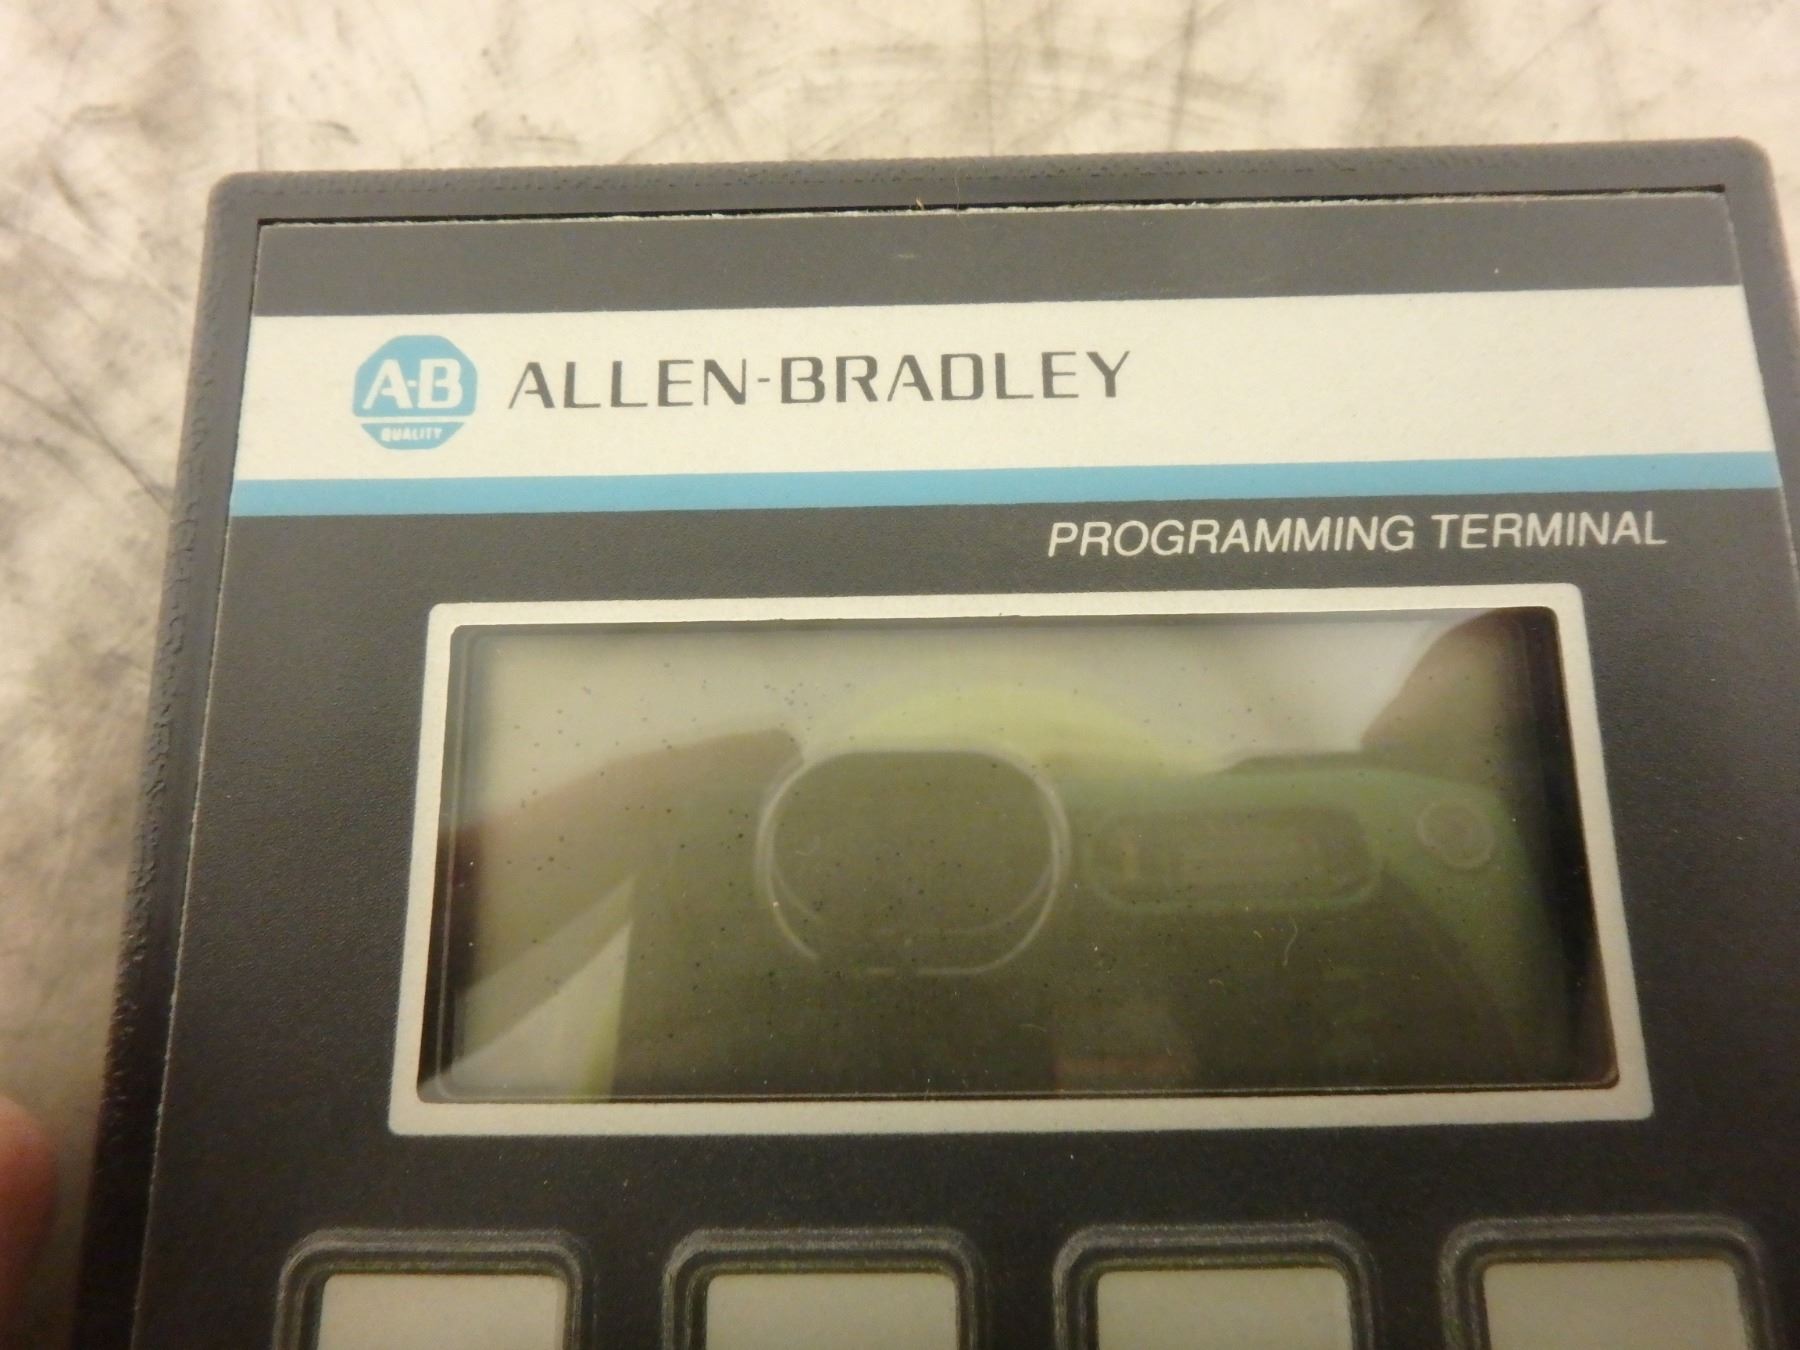 A-B
QUALITY
ALLEN-BRADLEY
PROGRAMMING TERMINAL